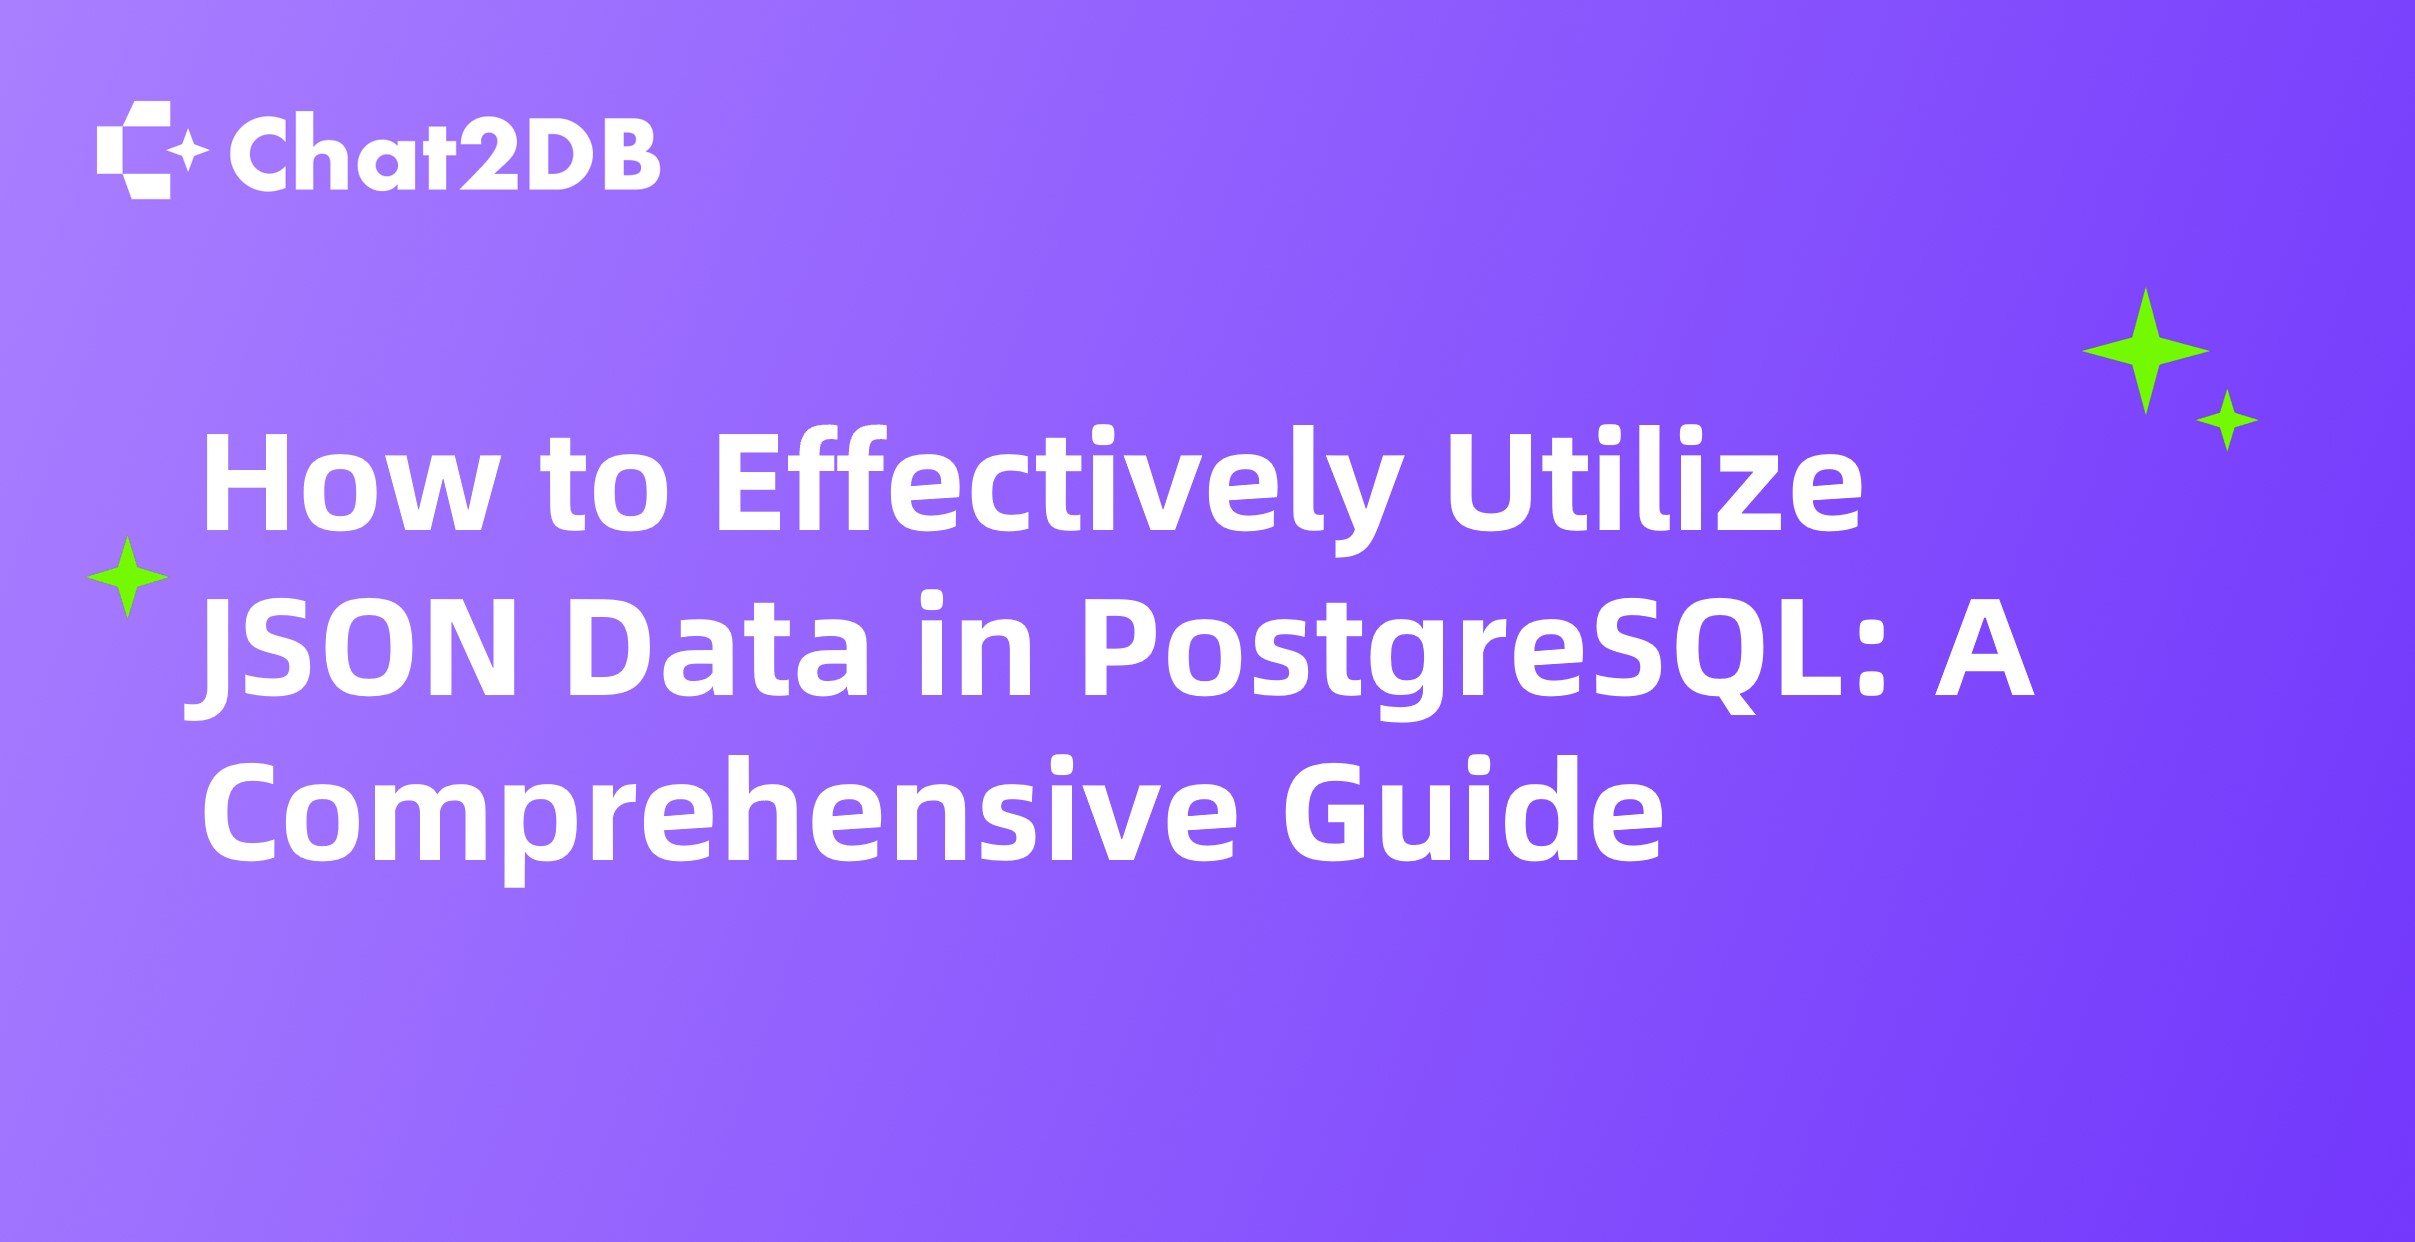 Chat2DB
How to Effectively Utilize
JSON Data in PostgreSQL: A
Comprehensive Guide